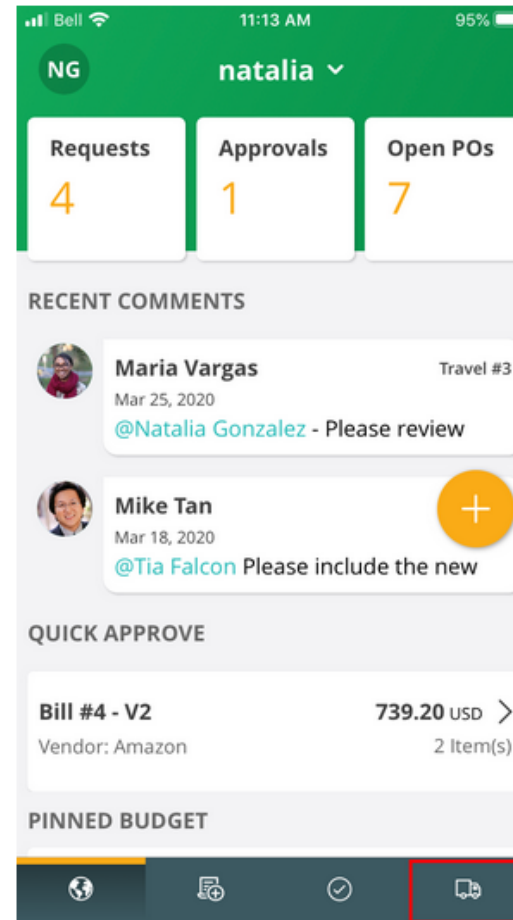 Bell 11:13 AM 95%
NG natalia
Requests Approvals Open POs
4 1 7
RECENT COMMENTS
Maria Vargas Travel #3
Mar 25, 2020
@Natalia Gonzalez - Please review
Mike Tan
Mar 18, 2020
@Tia Falcon Please include the new
QUICK APPROVE
Bill #4 - V2 739.20 USD
Vendor: Amazon 2 Item(s)
PINNED BUDGET